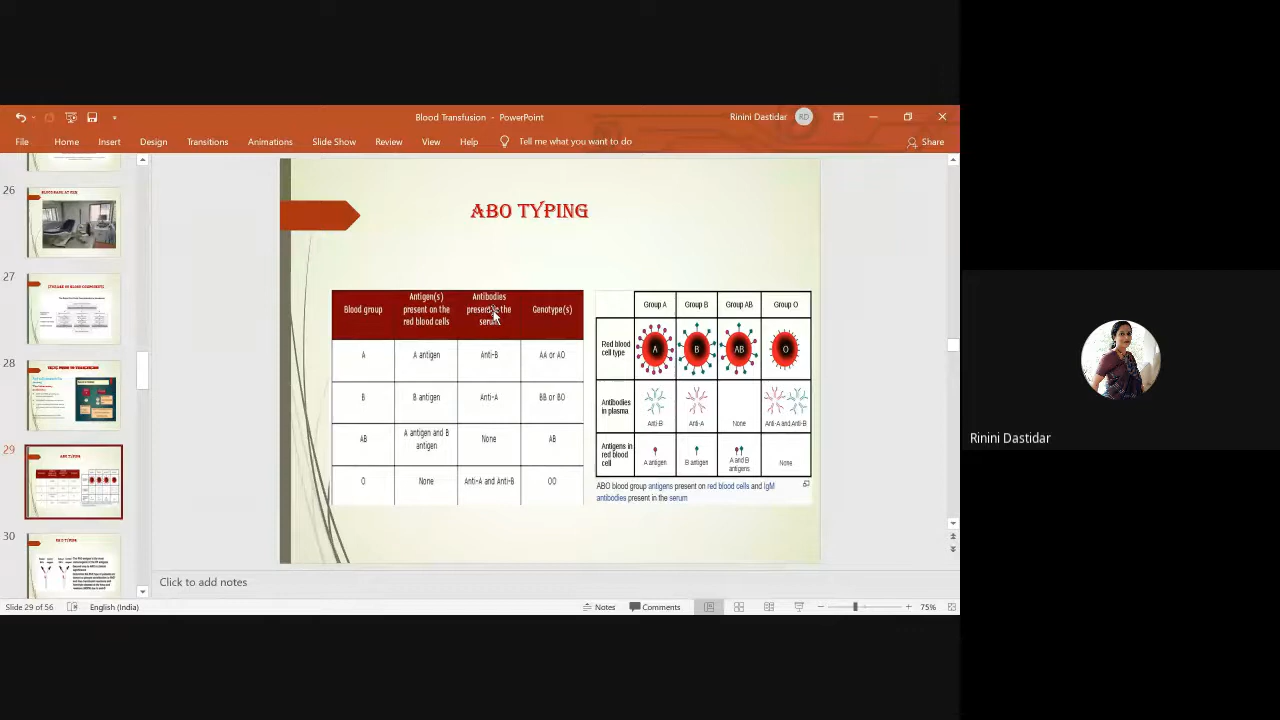 Blood Transfusion - PowerPoint
Rinini Dastidar
RD
File
Home
Insert
Design
Transitions
Animations
Slide Show
Review
View
Help
Tell me what you want to do
Share
26
27
28
29
ABO TYPING
30
ABO TYPING
Blood group
Antigen(s)
present on the
red blood cells
Antibodies
present in the
serum
Genotype(s)
A
A antigen
Anti-B
AA or AO
B
B antigen
Anti-A
BB or BO
AB
A antigen and B
antigen
None
AB
O
None
Anti-A and Anti-B
OO
Group A
Group B
Group AB
Group O
Red blood
cell type
A
B
AB
O
Antibodies
in plasma
Anti-B
Anti-A
None
Anti-A and Anti-B
Antigens in
red blood
cell
A antigen
B antigen
A and B
antigens
None
ABO blood group antigens present on red blood cells and IgM
antibodies present in the serum
Click to add notes
Slide 29 of 56
English (India)
Notes
Comments
75%
Rinini Dastidar